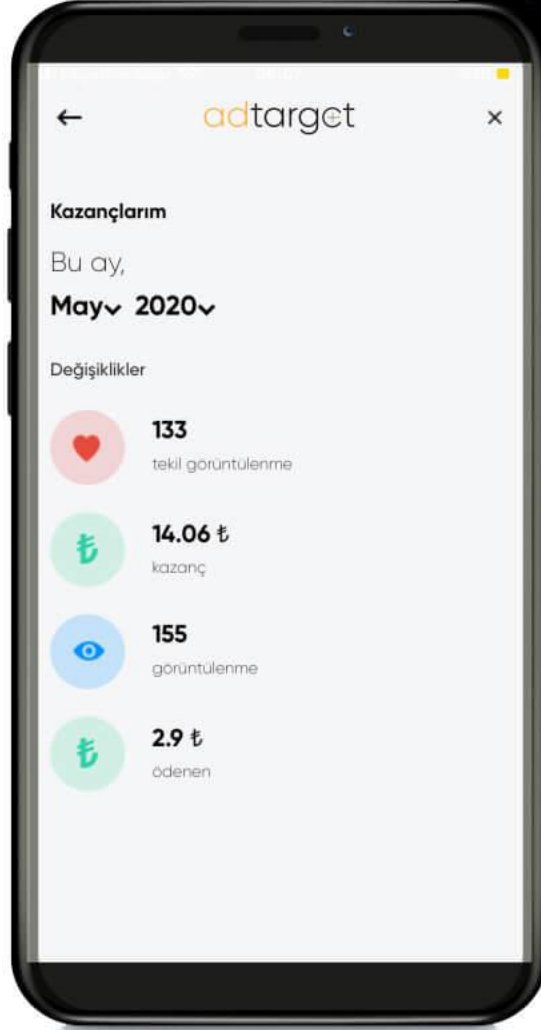 adtarget
Kazançlarım
Bu ay,
May 2020
Değişiklikler
133
tekil görüntülenme
14.06 ₺
kazanç
155
görüntülenme
2.9 ₺
ödenen